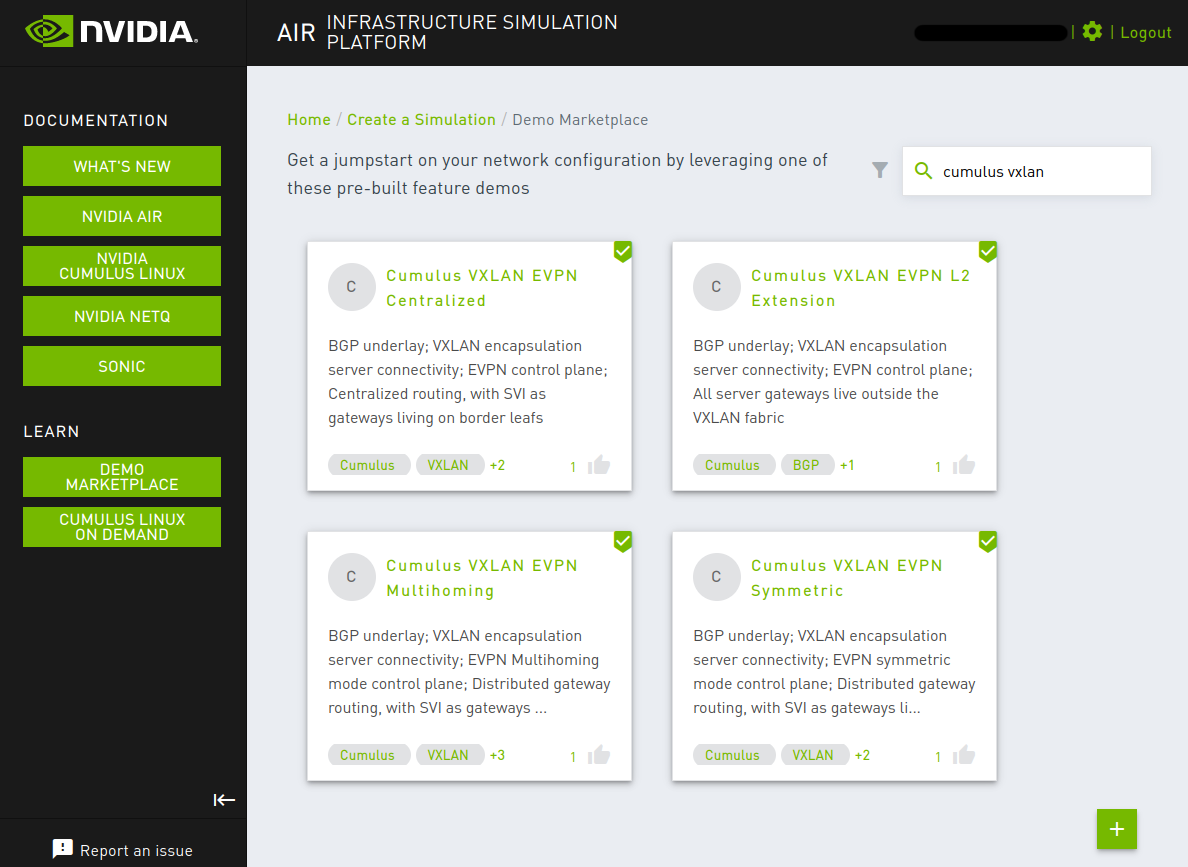 NVIDIA.
AIR
INFRASTRUCTURE SIMULATION
PLATFORM
| | Logout
DOCUMENTATION
WHAT'S NEW
NVIDIA AIR
NVIDIA
CUMULUS LINUX
NVIDIA NETQ
SONIC
LEARN
DEMO
MARKETPLACE
CUMULUS LINUX
ON DEMAND
Report an issue
Home / Create a Simulation / Demo Marketplace
Get a jumpstart on your network configuration by leveraging one of
these pre-built feature demos
cumulus vxlan
C
Cumulus VXLAN EVPN
Centralized
BGP underlay; VXLAN encapsulation
server connectivity; EVPN control plane;
Centralized routing, with SVI as
gateways living on border leafs
Cumulus VXLAN +2 1
C
Cumulus VXLAN EVPN L2
Extension
BGP underlay; VXLAN encapsulation
server connectivity; EVPN control plane;
All server gateways live outside the
VXLAN fabric
Cumulus BGP +1 1
C
Cumulus VXLAN EVPN
Multihoming
BGP underlay; VXLAN encapsulation
server connectivity; EVPN Multihoming
mode control plane; Distributed gateway
routing, with SVI as gateways ...
Cumulus VXLAN +3 1
C
Cumulus VXLAN EVPN
Symmetric
BGP underlay; VXLAN encapsulation
server connectivity; EVPN symmetric
mode control plane; Distributed gateway
routing, with SVI as gateways li...
Cumulus VXLAN +2 1
+